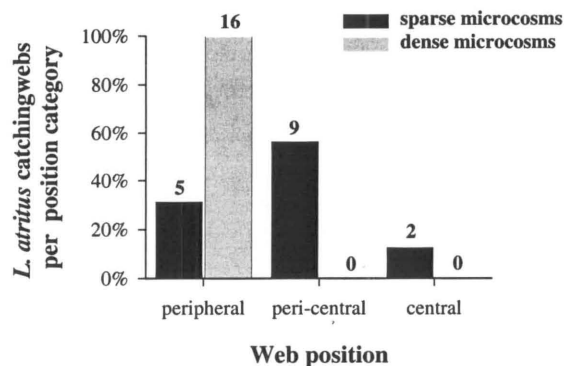 sparse microcosms
dense microcosms
L. atritus catchingwebs
per position category
100%
80%
60%
40%
20%
0%
5
16
9
0
2
0
peripheral
peri-central
central
Web position